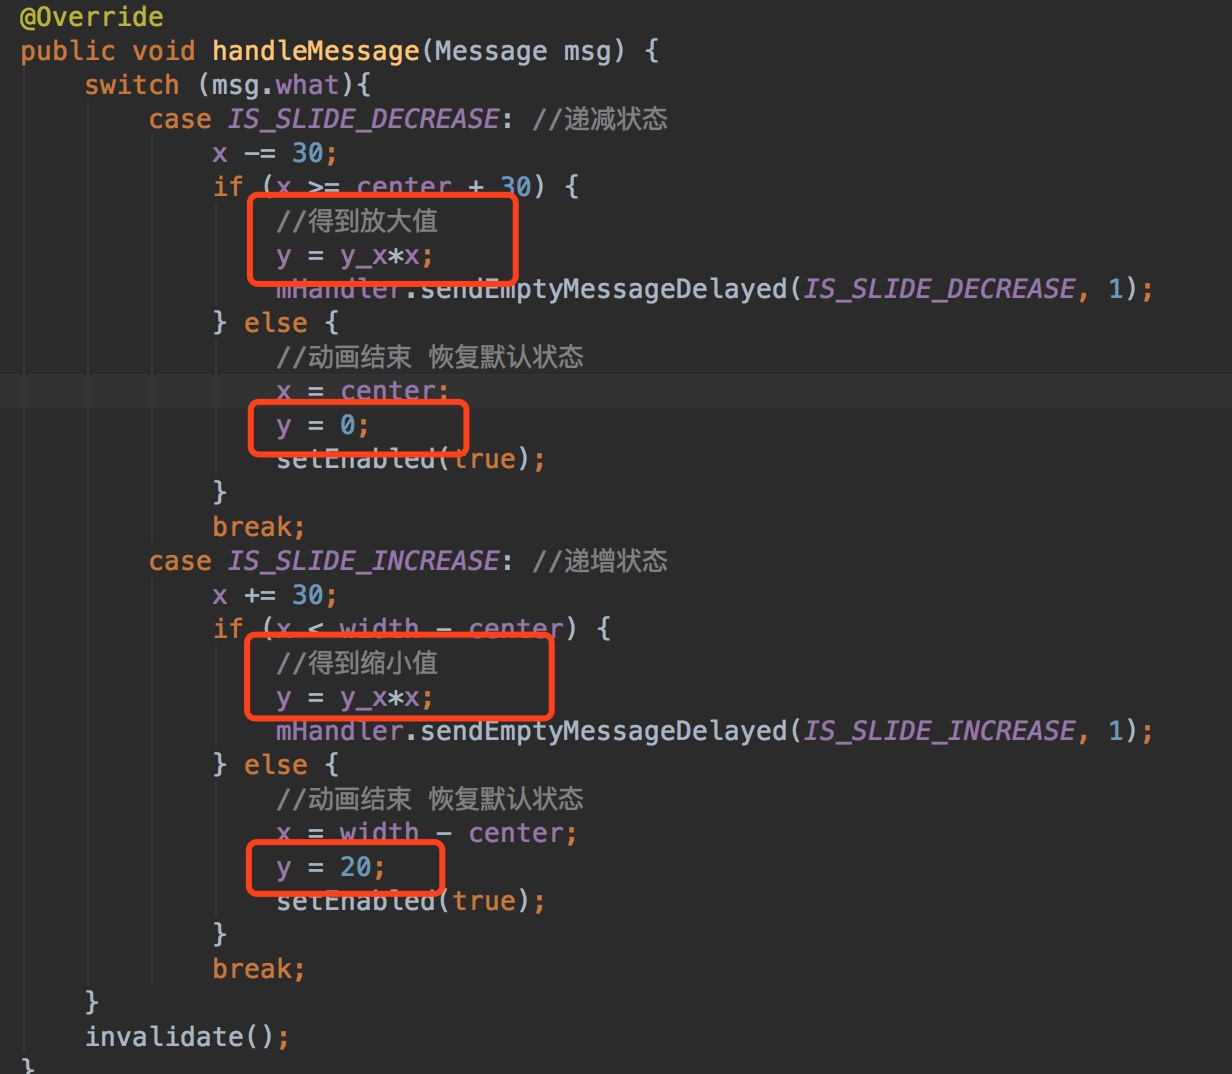 @Override
public void handleMessage(Message msg) {
switch (msg.what){
case IS_SLIDE_DECREASE: //递减状态
x -= 30;
if (x >= center + 30) {
//得到放大值
y = y_x*x;
mHandler.sendEmptyMessageDelayed(IS_SLIDE_DECREASE, 1);
} else {
//动画结束 恢复默认状态
x = center;
y = 0;
setEnabled(true);
}
break;
case IS_SLIDE_INCREASE: //递增状态
x += 30;
if (x < width - center) {
//得到缩小值
y = y_x*x;
mHandler.sendEmptyMessageDelayed(IS_SLIDE_INCREASE, 1);
} else {
//动画结束 恢复默认状态
x = width - center;
y = 20;
setEnabled(true);
}
break;
}
invalidate();
}